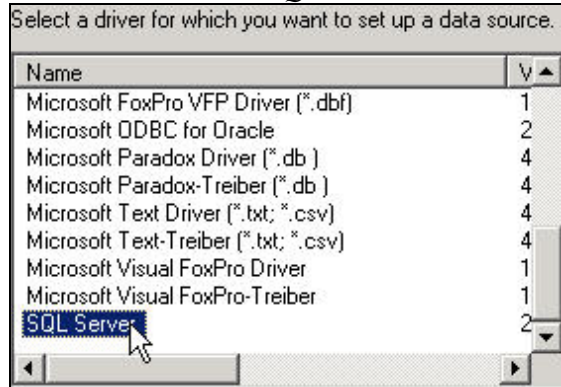 Select a driver for which you want to set up a data source.
Name V
Microsoft FoxPro VFP Driver (*.dbf) 1
Microsoft ODBC for Oracle 2
Microsoft Paradox Driver (*.db ) 4
Microsoft Paradox-Treiber (*.db ) 4
Microsoft Text Driver (*.txt; *.csv) 4
Microsoft Text-Treiber (*.txt; *.csv) 4
Microsoft Visual FoxPro Driver 1
Microsoft Visual FoxPro-Treiber 1
SQL Server 2